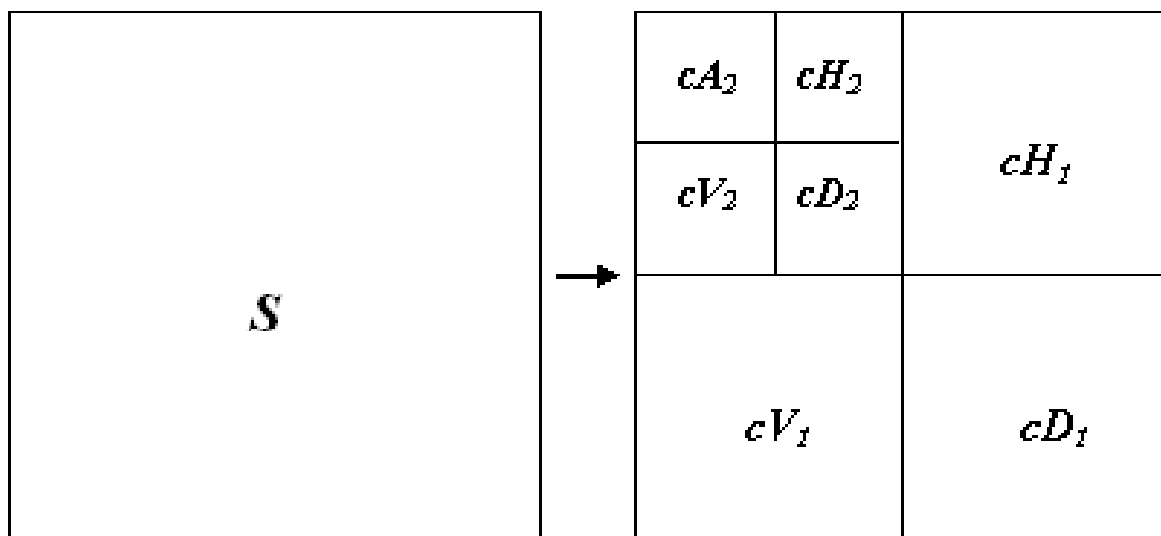 S
cA₂ cH₂
cV₂ cD₂
cH₁
cV₁ cD₁